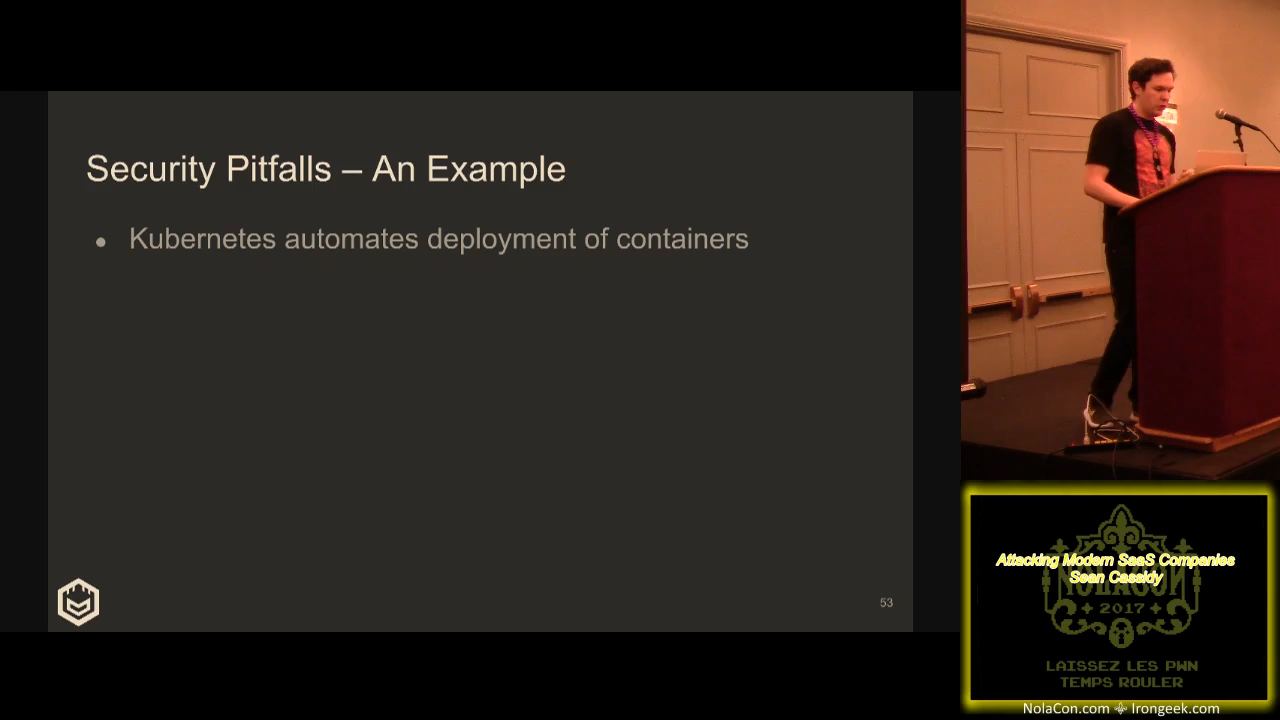 Security Pitfalls – An Example
● Kubernetes automates deployment of containers
53
Attacking Modern SaaS Companies
Sean Cassidy
NOLACON
2017
LAISSEZ LES PWN
TEMPS ROULER
NolaCon.com ⚜ Irongeek.com